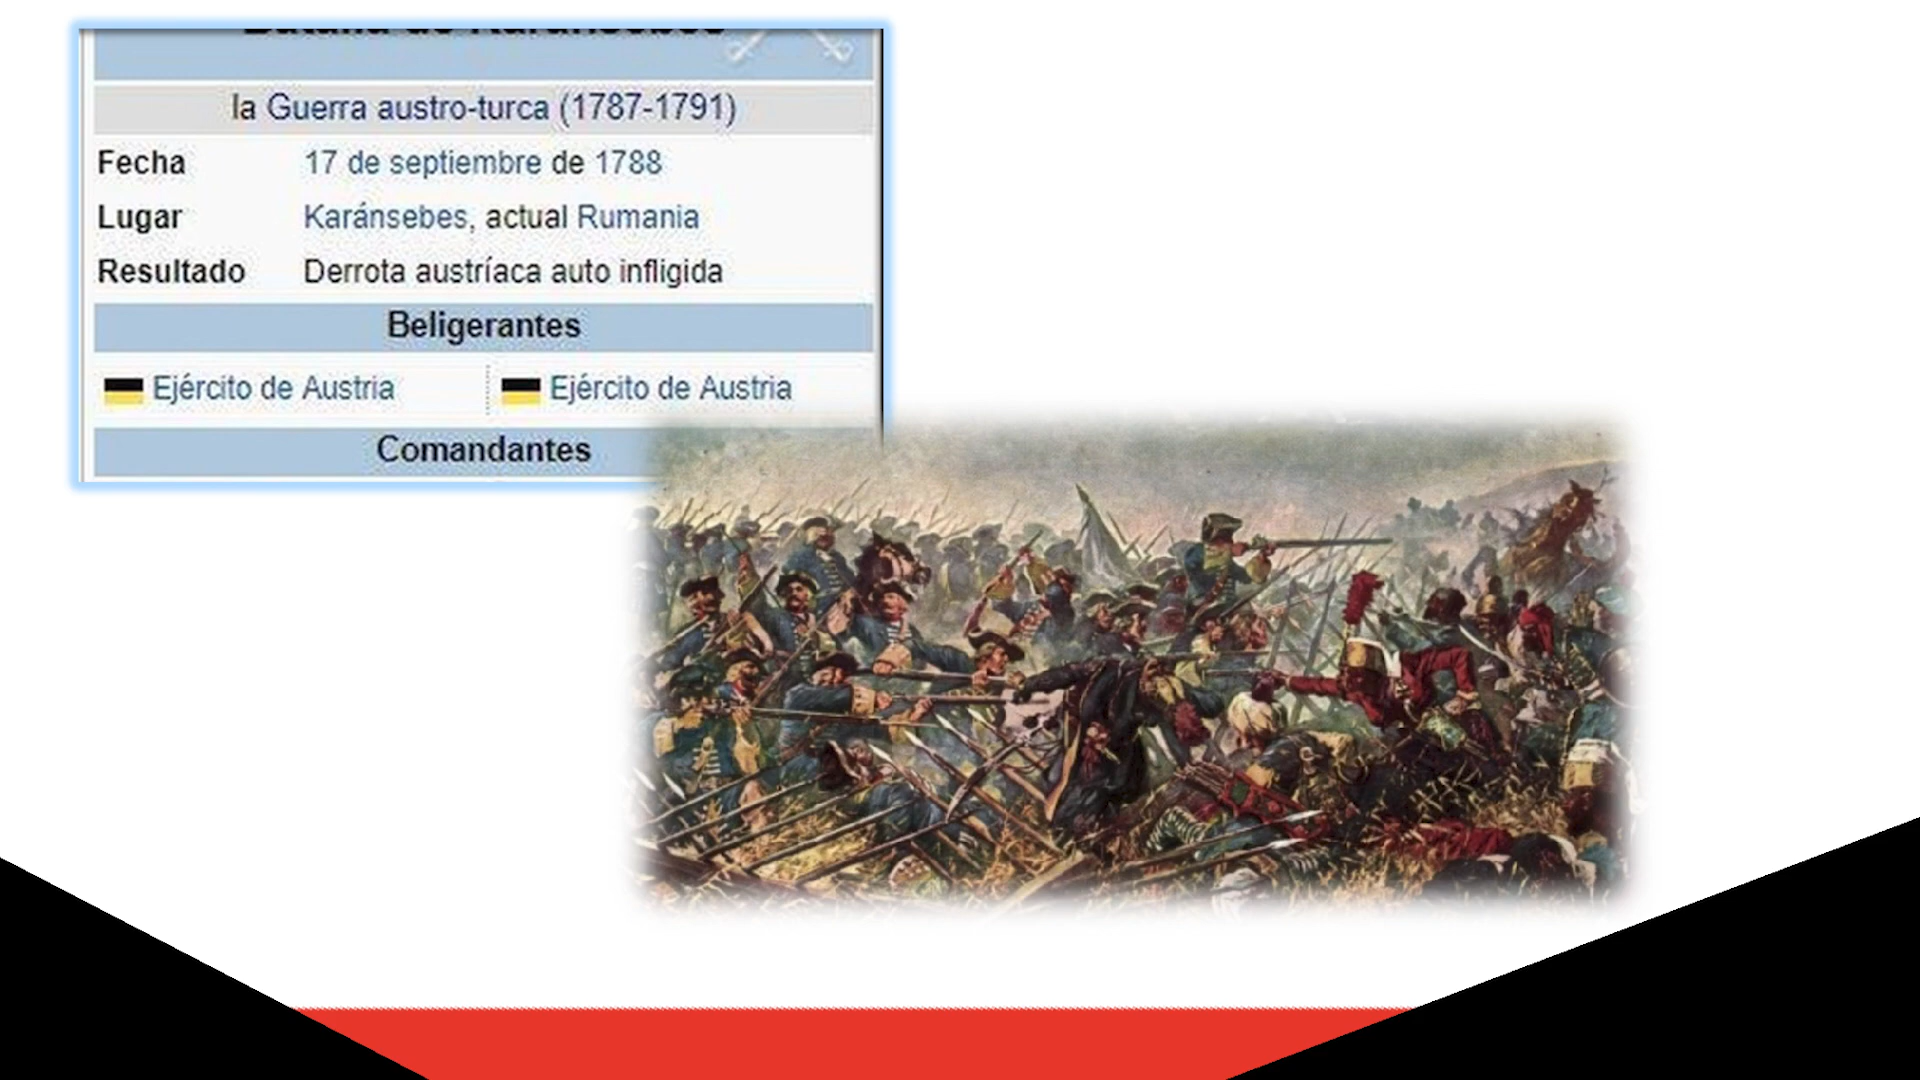 la Guerra austro-turca (1787-1791)
Fecha 17 de septiembre de 1788
Lugar Karánsebes, actual Rumania
Resultado Derrota austríaca auto infligida
Beligerantes
Ejército de Austria Ejército de Austria
Comandantes